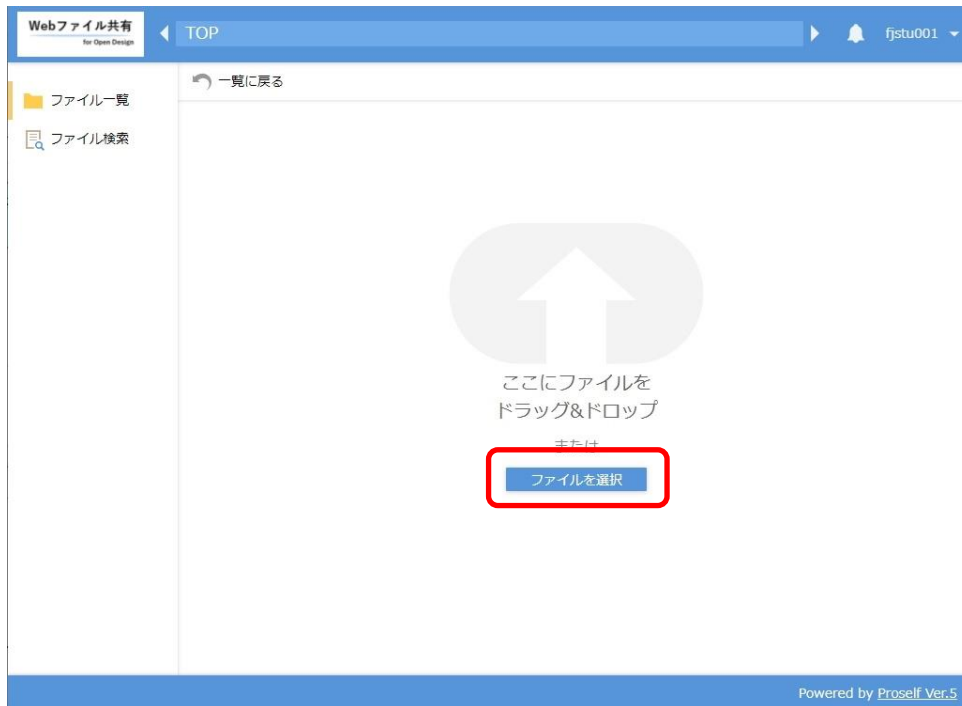 Webファイル共有
for Open Design
TOP
fjstu001
一覧に戻る
ファイル一覧
ファイル検索
ここにファイルを
ドラッグ&ドロップ
または
ファイルを選択
Powered by Proself Ver.5